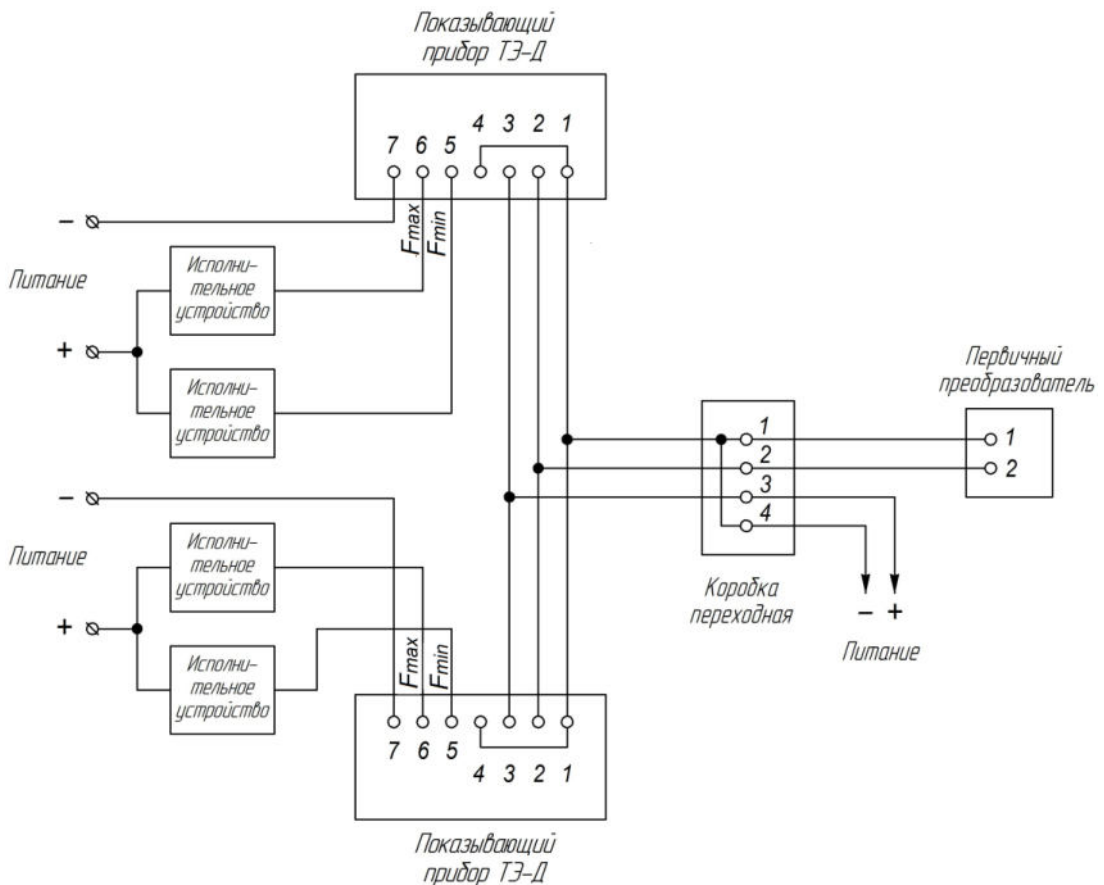 Показывающий
прибор ТЭ-Д
4 3 2 1
7 6 5
Fmax
Fmin
−
Питание
+
Исполни-
тельное
устройство
Исполни-
тельное
устройство
Первичный
преобразователь
1
2
1
2
3
4
Коробка
переходная
− +
Питание
−
Питание
+
Исполни-
тельное
устройство
Исполни-
тельное
устройство
Fmax
Fmin
7 6 5
4 3 2 1
Показывающий
прибор ТЭ-Д